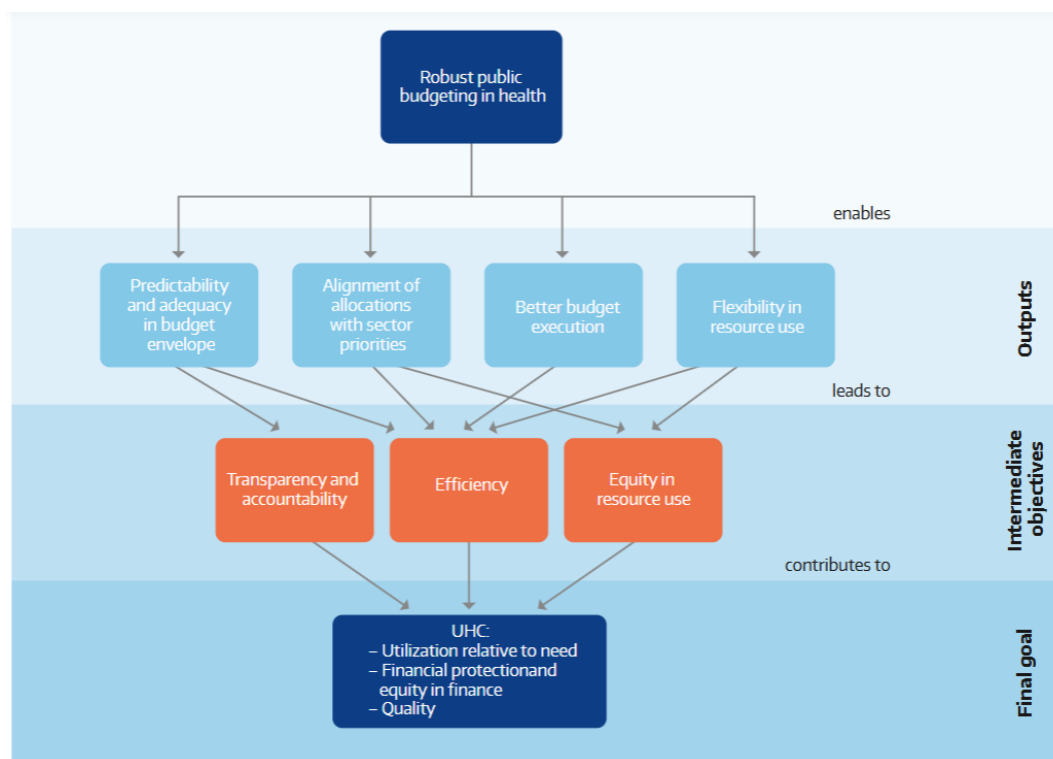 Robust public
budgeting in health
enables
Predictability
and adequacy
in budget
envelope
Alignment of
allocations
with sector
priorities
Better budget
execution
Flexibility in
resource use
Outputs
leads to
Transparency and
accountability
Efficiency
Equity in
resource use
Intermediate
objectives
contributes to
UHC:
– Utilization relative to need
– Financial protectionand
equity in finance
– Quality
Final goal